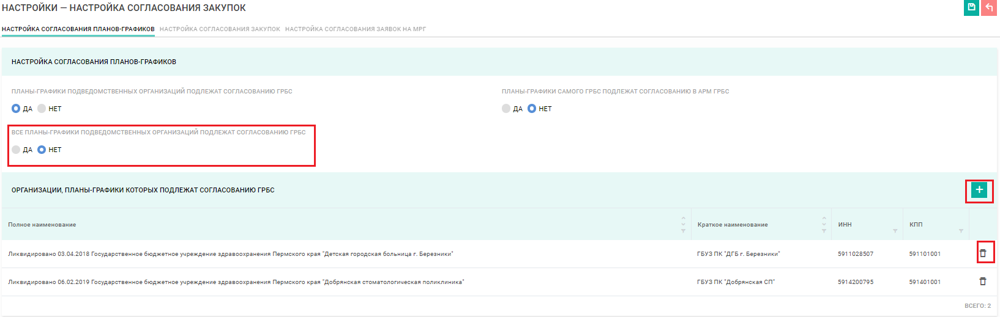 НАСТРОЙКИ — НАСТРОЙКА СОГЛАСОВАНИЯ ЗАКУПОК
НАСТРОЙКА СОГЛАСОВАНИЯ ПЛАНОВ-ГРАФИКОВ НАСТРОЙКА СОГЛАСОВАНИЯ ЗАКУПОК НАСТРОЙКА СОГЛАСОВАНИЯ ЗАЯВОК НА МРГ
НАСТРОЙКА СОГЛАСОВАНИЯ ПЛАНОВ-ГРАФИКОВ
ПЛАНЫ-ГРАФИКИ ПОДВЕДОМСТВЕННЫХ ОРГАНИЗАЦИЙ ПОДЛЕЖАТ СОГЛАСОВАНИЮ ГРБС
ДА НЕТ
ПЛАНЫ-ГРАФИКИ САМОГО ГРБС ПОДЛЕЖАТ СОГЛАСОВАНИЮ В АРМ ГРБС
ДА НЕТ
ВСЕ ПЛАНЫ-ГРАФИКИ ПОДВЕДОМСТВЕННЫХ ОРГАНИЗАЦИЙ ПОДЛЕЖАТ СОГЛАСОВАНИЮ ГРБС
ДА НЕТ
ОРГАНИЗАЦИИ, ПЛАНЫ-ГРАФИКИ КОТОРЫХ ПОДЛЕЖАТ СОГЛАСОВАНИЮ ГРБС
Полное наименование Краткое наименование ИНН КПП
Ликвидировано 03.04.2018 Государственное бюджетное учреждение здравоохранения Пермского края "Детская городская больница г. Березники" ГБУЗ ПК "ДГБ г. Березники" 5911028507 591101001
Ликвидировано 06.02.2019 Государственное бюджетное учреждение здравоохранения Пермского края "Добрянская стоматологическая поликлиника" ГБУЗ ПК "Добрянская СП" 5914200795 591401001
ВСЕГО: 2